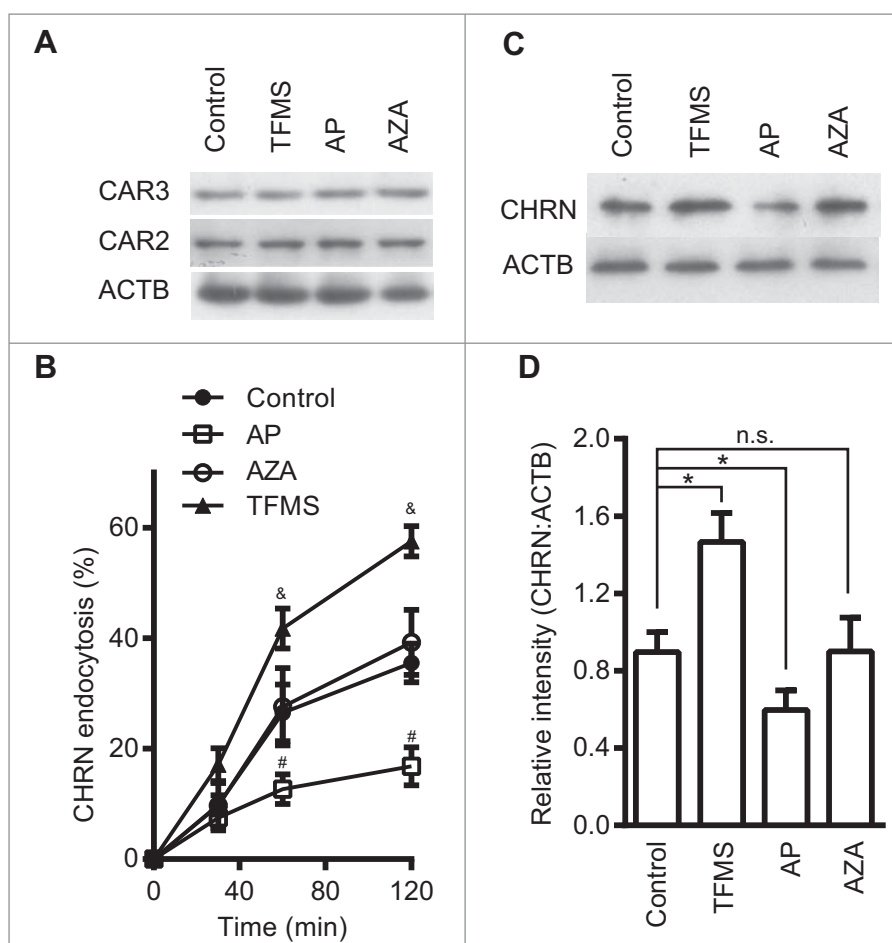 A
Control
TFMS
AP
AZA
CAR3
CAR2
ACTB
C
Control
TFMS
AP
AZA
CHRN
ACTB
B
Control
AP
AZA
TFMS
CHRN endocytosis (%)
60
40
20
0
&
&
#
#
0
40
80
120
Time (min)
D
Relative intensity (CHRN:ACTB)
2.0
1.6
1.2
0.8
0.4
0.0
n.s.
*
*
Control
TFMS
AP
AZA